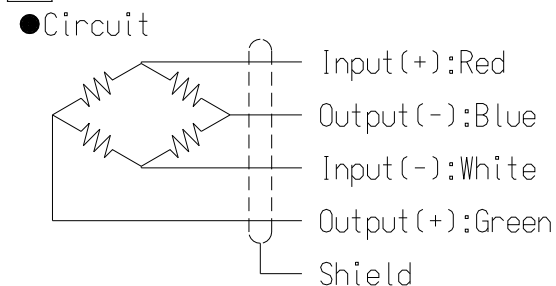 ●Circuit
Input(+):Red
Output(-):Blue
Input(-):White
Output(+):Green
Shield